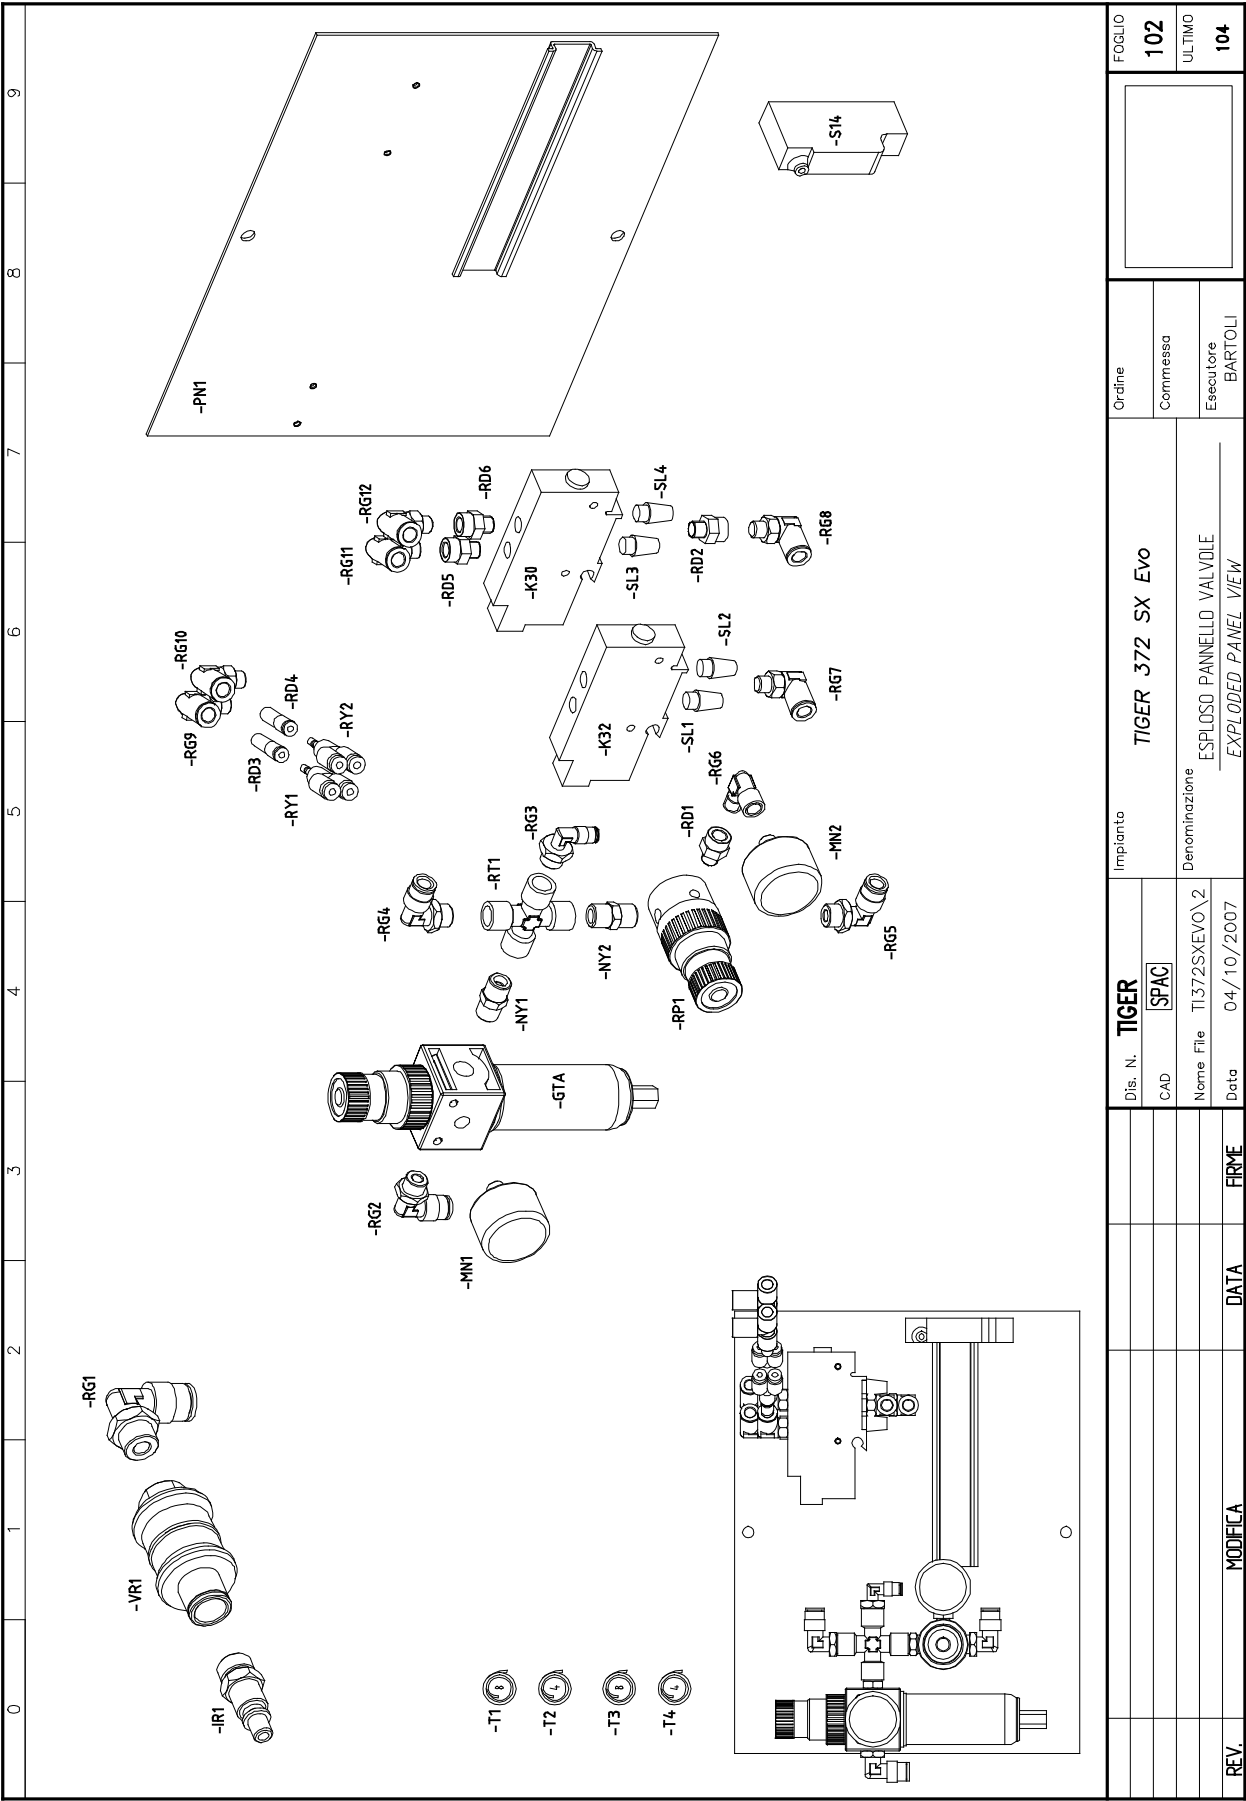 0 1 2 3 4 5 6 7 8 9
-IR1
-VR1
-RG1
-T1
8
-T2
4
-T3
8
-T4
4
-RG2
-MN1
-GTA
-NY1
-RG4
-RT1
-RG3
-NY2
-RP1
-RD1
-RG6
-MN2
-RG5
-RG9
-RG10
-RD3
-RD4
-RY1
-RY2
-K32
-SL1
-SL2
-RG7
-RG11
-RG12
-RD5
-RD6
-K30
-SL3
-SL4
-RD2
-RG8
-PN1
-S14
REV.
MODIFICA
DATA
FIRME
Dis. N. TIGER
CAD SPAC
Nome File TI372SXEVO\2
Data 04/10/2007
Impianto
TIGER 372 SX Evo
Denominazione
ESPLOSO PANNELLO VALVOLE
EXPLODED PANEL VIEW
Ordine
Commessa
Esecutore
BARTOLI
FOGLIO
102
ULTIMO
104